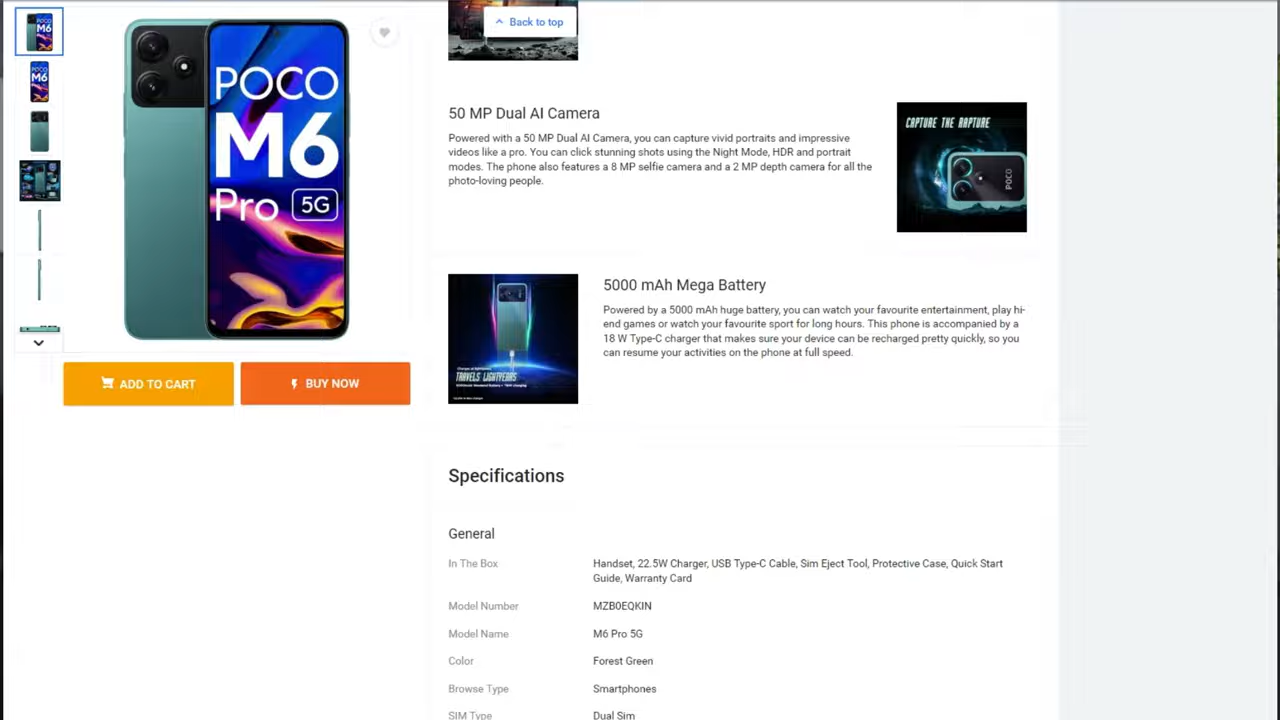 Back to top
POCO
M6
Pro 5G
50 MP Dual AI Camera
Powered with a 50 MP Dual AI Camera, you can capture vivid portraits and impressive
videos like a pro. You can click stunning shots using the Night Mode, HDR and portrait
modes. The phone also features a 8 MP selfie camera and a 2 MP depth camera for all the
photo-loving people.
CAPTURE THE RAPTURE
POCO
5000 mAh Mega Battery
Powered by a 5000 mAh huge battery, you can watch your favourite entertainment, play hi-
end games or watch your favourite sport for long hours. This phone is accompanied by a
18 W Type-C charger that makes sure your device can be recharged pretty quickly, so you
can resume your activities on the phone at full speed.
TRAVELS LIGHTYEARS
ADD TO CART
BUY NOW
Specifications
General
In The Box Handset, 22.5W Charger, USB Type-C Cable, Sim Eject Tool, Protective Case, Quick Start
Guide, Warranty Card
Model Number MZB0EQKIN
Model Name M6 Pro 5G
Color Forest Green
Browse Type Smartphones
SIM Type Dual Sim